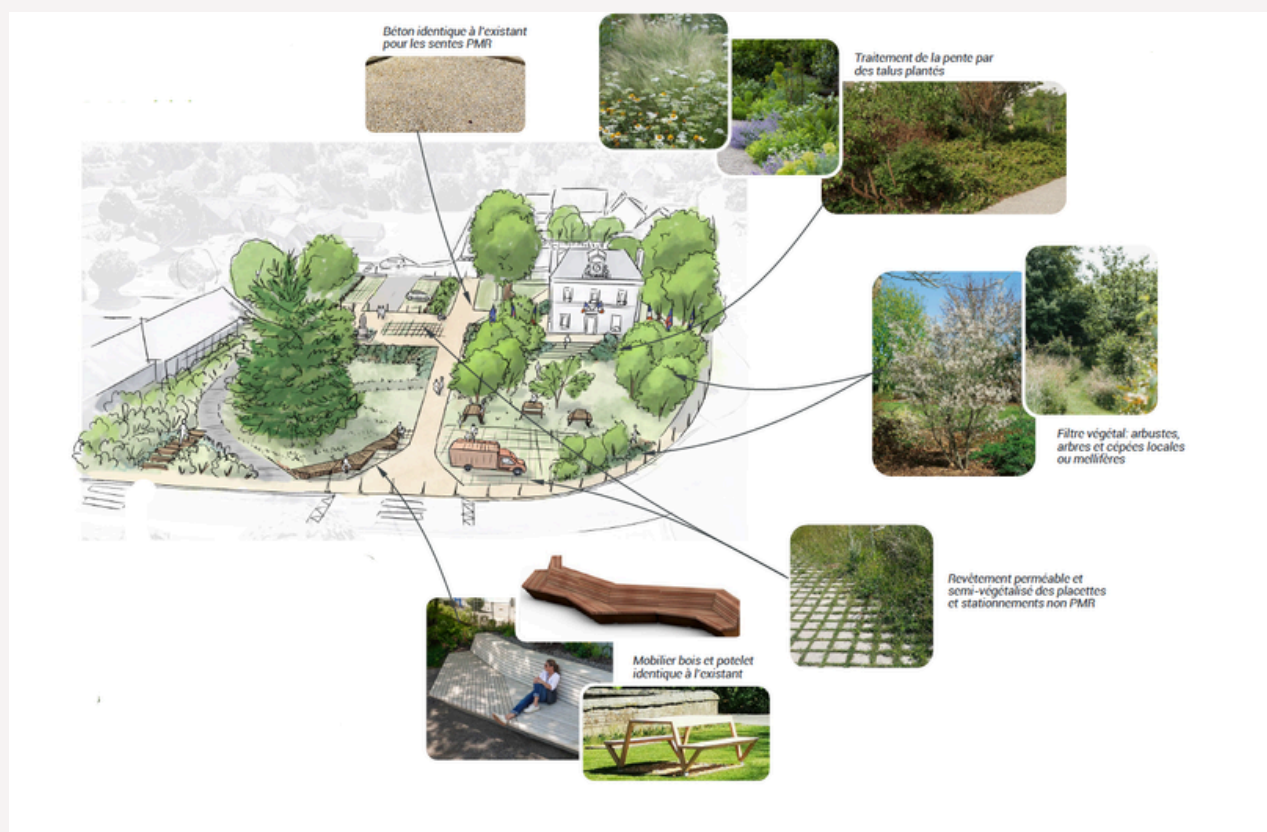 Béton identique à l'existant
pour les sentes PMR
Traitement de la pente par
des talus plantés
Filtre végétal: arbustes,
arbres et cépées locales
ou mellifères
Revêtement perméable et
semi-végétalisé des placettes
et stationnements non PMR
Mobilier bois et potelet
identique à l'existant